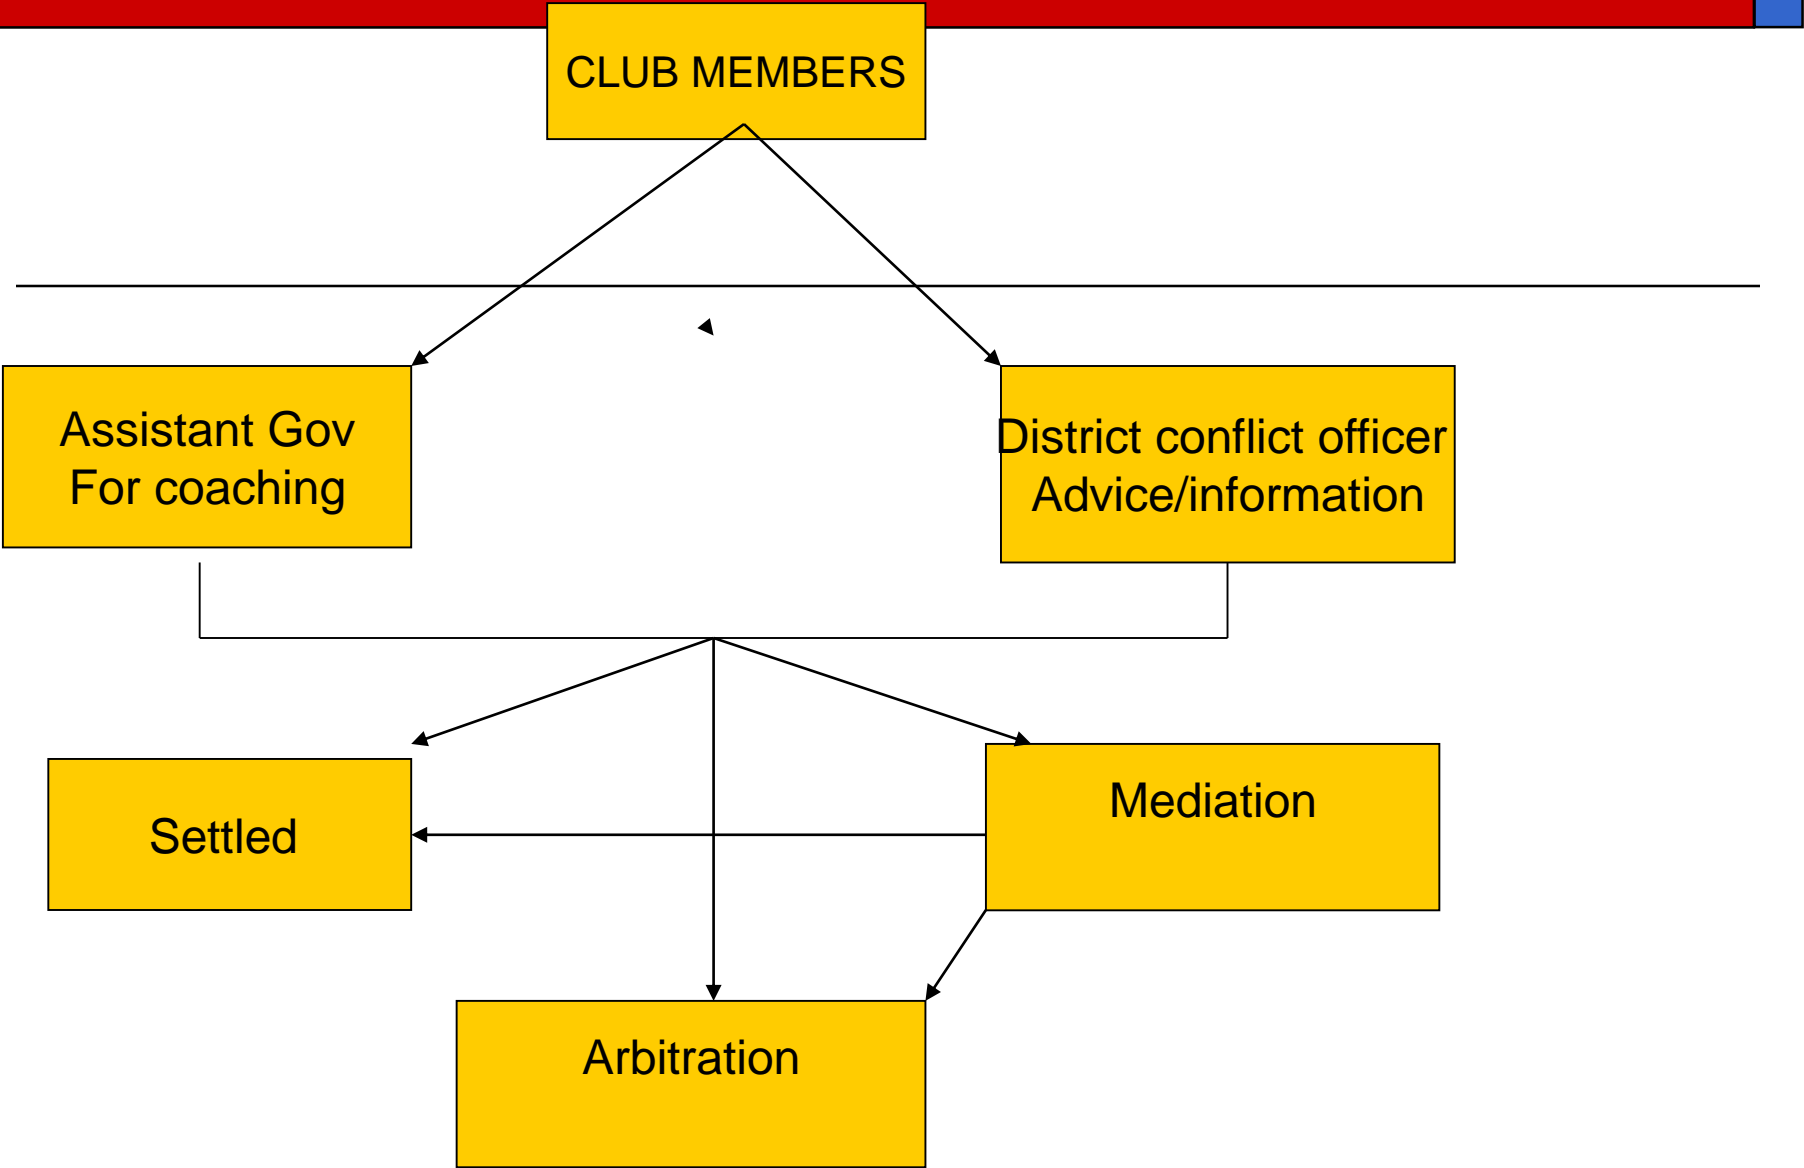 CLUB MEMBERS
Assistant Gov
For coaching
District conflict officer
Advice/information
Settled
Mediation
Arbitration